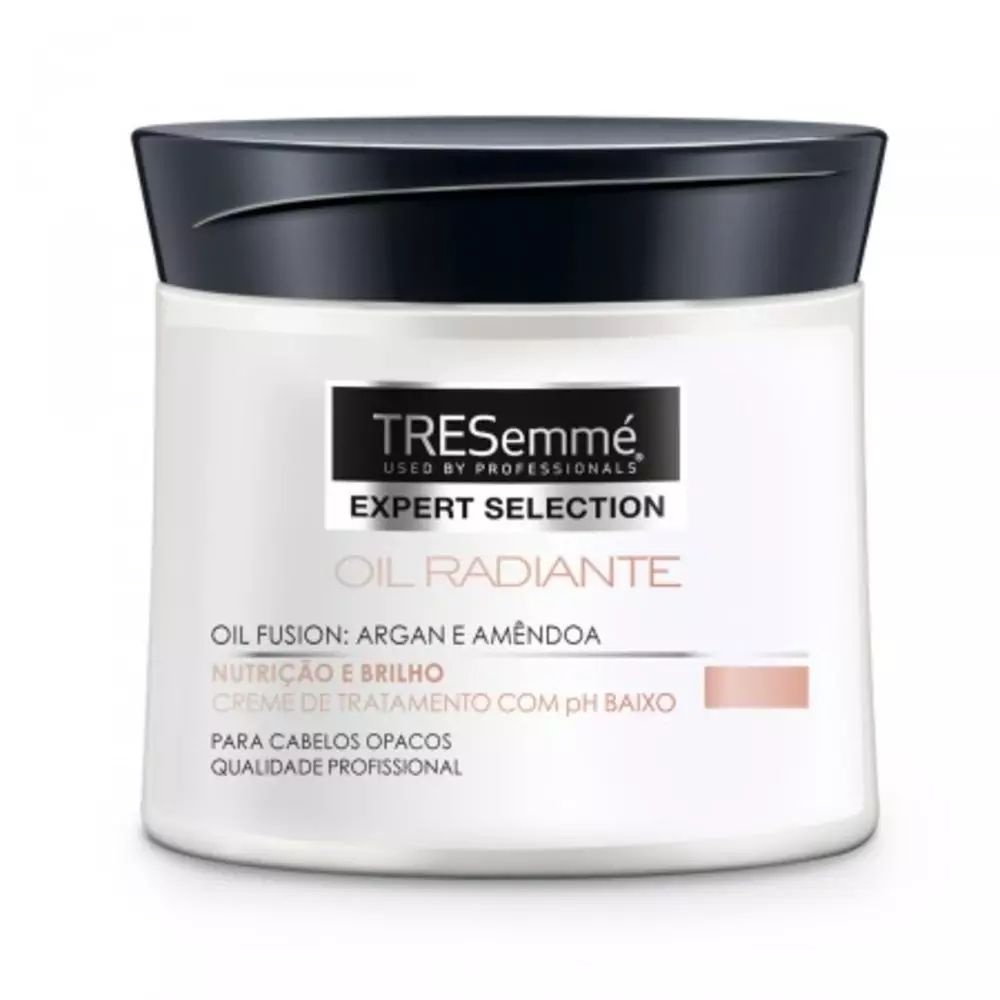 TRESemmé®
USED BY PROFESSIONALS
EXPERT SELECTION
OIL RADIANTE
OIL FUSION: ARGAN E AMÊNDOA
NUTRIÇÃO E BRILHO
CREME DE TRATAMENTO COM pH BAIXO
PARA CABELOS OPACOS
QUALIDADE PROFISSIONAL